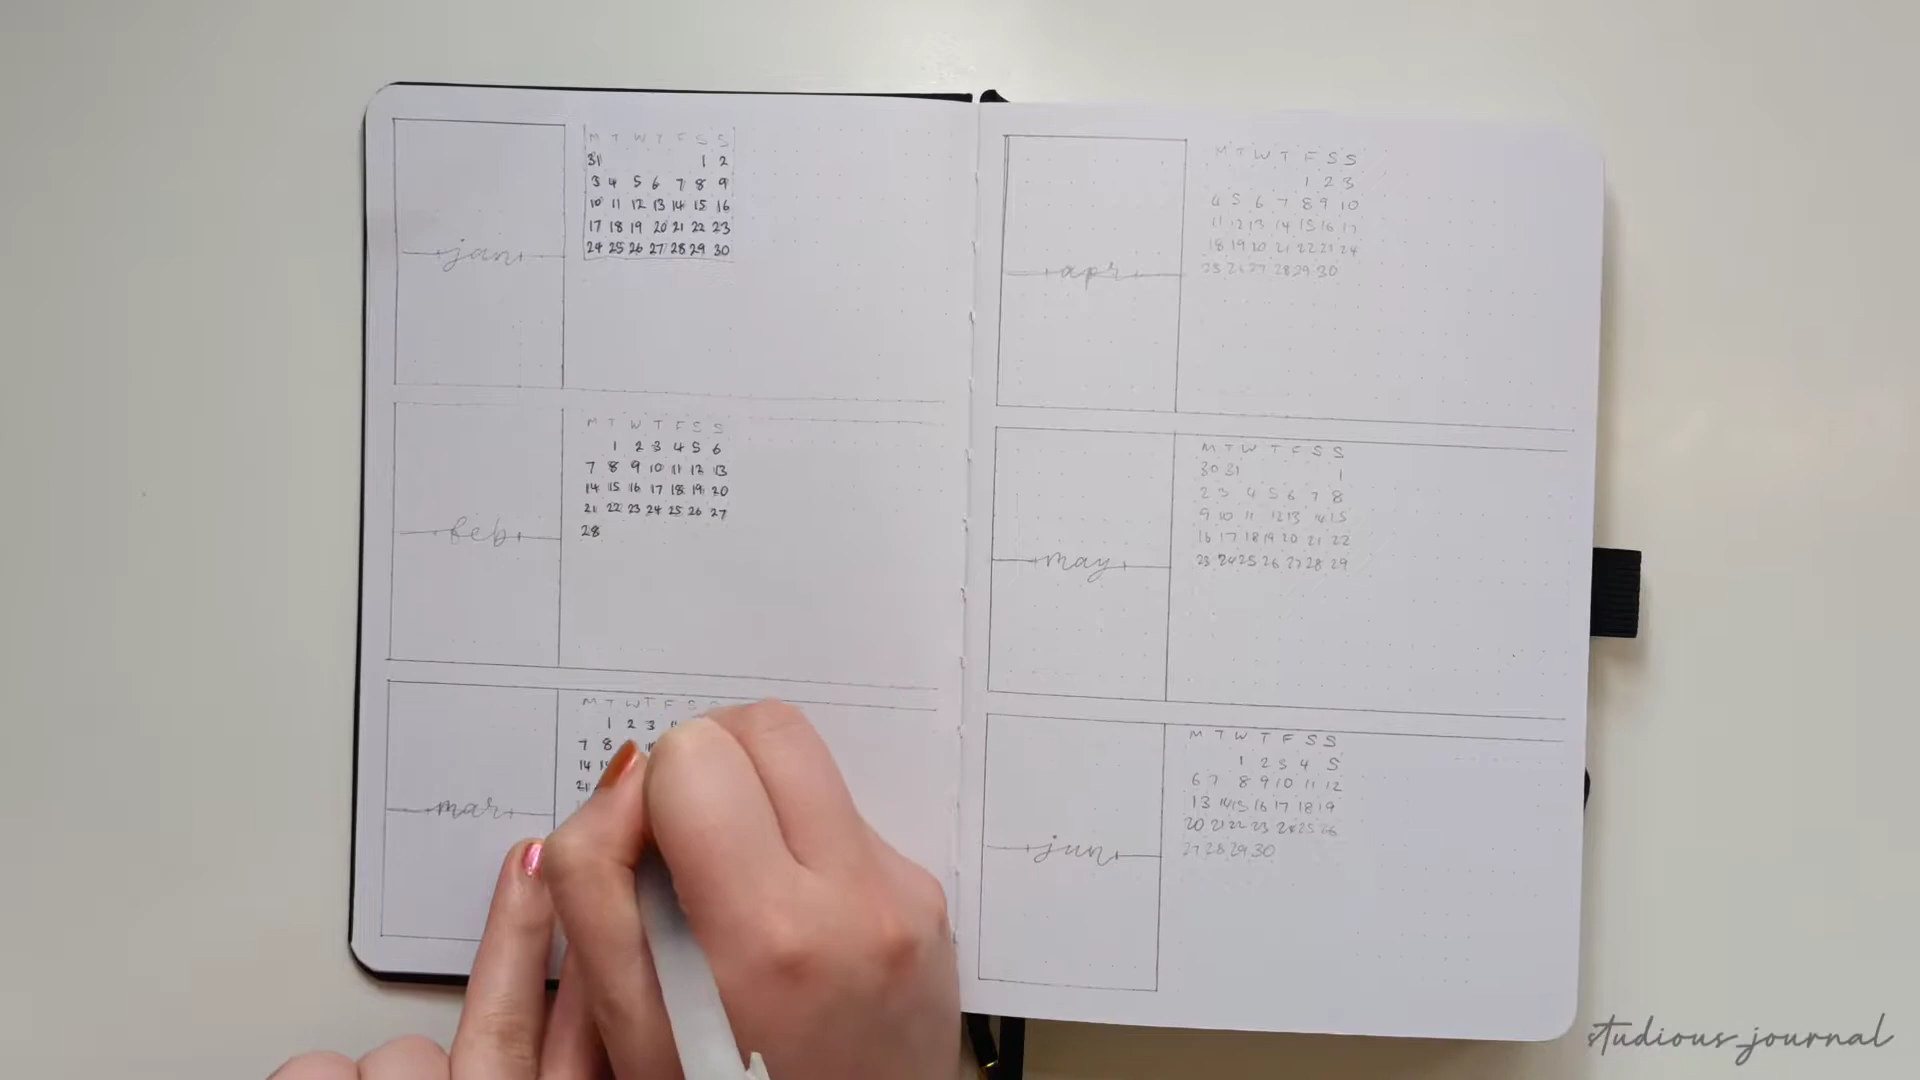 M T W T F S S
31 1 2
3 4 5 6 7 8 9
10 11 12 13 14 15 16
17 18 19 20 21 22 23
24 25 26 27 28 29 30
jan
M T W T F S S
1 2 3 4 5 6
7 8 9 10 11 12 13
14 15 16 17 18 19 20
21 22 23 24 25 26 27
28
feb
M T W T F S
1 2 3
7 8
14
21
mar
M T W T F S S
1 2 3
4 5 6 7 8 9 10
11 12 13 14 15 16 17
18 19 20 21 22 23 24
25 26 27 28 29 30
apr
M T W T F S S
30 31 1
2 3 4 5 6 7 8
9 10 11 12 13 14 15
16 17 18 19 20 21 22
23 24 25 26 27 28 29
may
M T W T F S S
1 2 3 4 5
6 7 8 9 10 11 12
13 14 15 16 17 18 19
20 21 22 23 24 25 26
27 28 29 30
jun
studious_journal